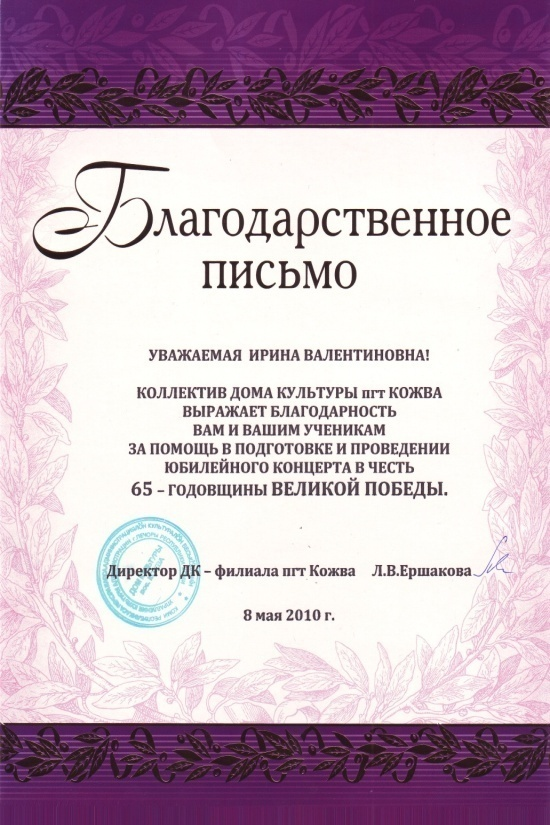 Благодарственное
письмо
УВАЖАЕМАЯ ИРИНА ВАЛЕНТИНОВНА!
КОЛЛЕКТИВ ДОМА КУЛЬТУРЫ пгт КОЖВА
ВЫРАЖАЕТ БЛАГОДАРНОСТЬ
ВАМ И ВАШИМ УЧЕНИКАМ
ЗА ПОМОЩЬ В ПОДГОТОВКЕ И ПРОВЕДЕНИИ
ЮБИЛЕЙНОГО КОНЦЕРТА В ЧЕСТЬ
65 – ГОДОВЩИНЫ ВЕЛИКОЙ ПОБЕДЫ.
Директор ДК – филиала пгт Кожва Л.В.Ершакова
8 мая 2010 г.